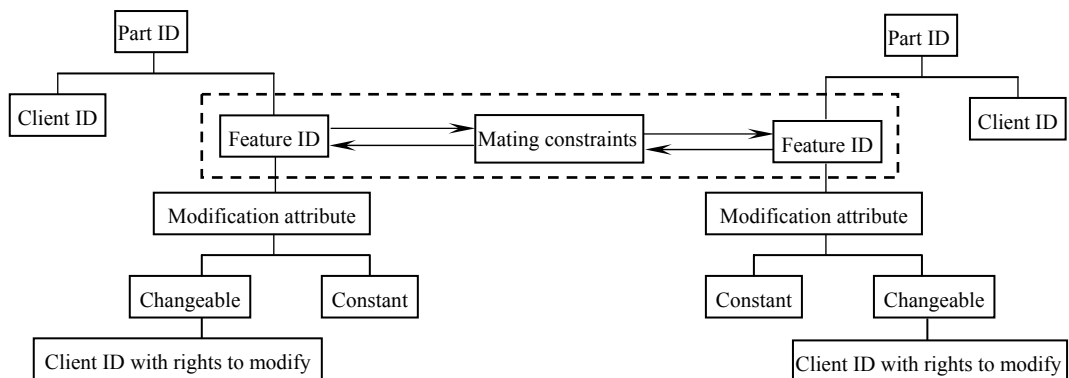 Part ID
Part ID
Client ID
Client ID
Feature ID
Mating constraints
Feature ID
Modification attribute
Modification attribute
Changeable
Constant
Constant
Changeable
Client ID with rights to modify
Client ID with rights to modify